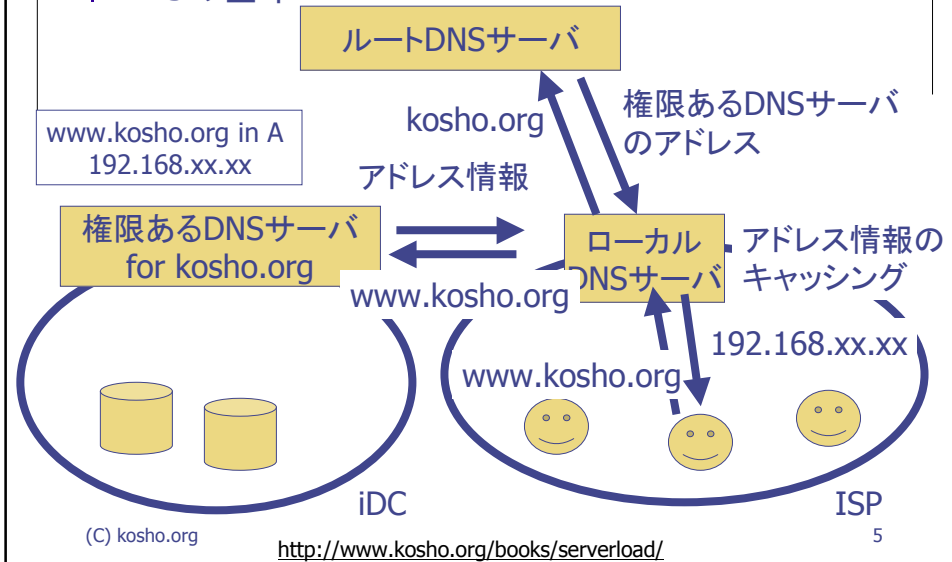 ルートDNSサーバ
kosho.org
権限あるDNSサーバ
のアドレス
www.kosho.org in A
192.168.xx.xx
アドレス情報
権限あるDNSサーバ
for kosho.org
ローカル
DNSサーバ
アドレス情報の
キャッシング
www.kosho.org
192.168.xx.xx
www.kosho.org
iDC
ISP
(C) kosho.org
http://www.kosho.org/books/serverload/
5